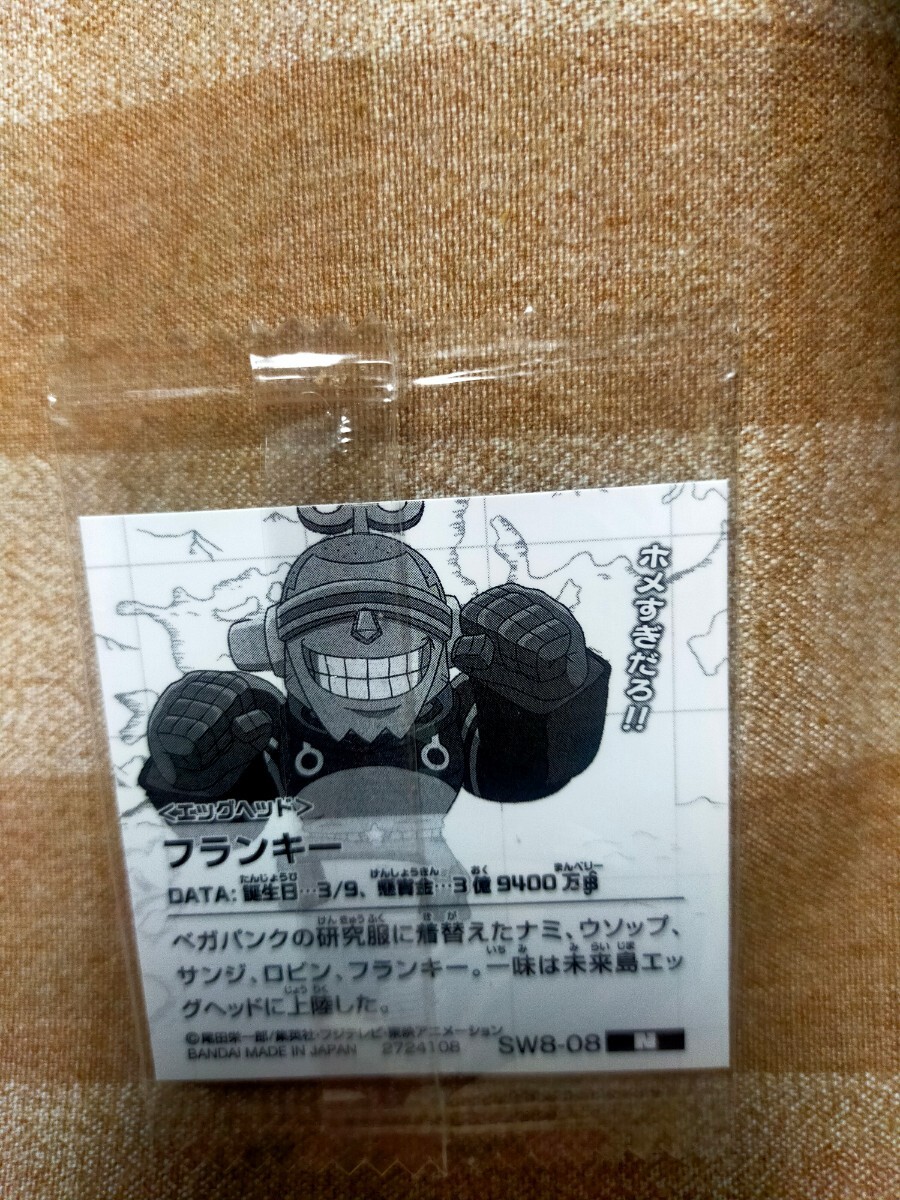 ホメすぎだろ!!
<エッグヘッド>
フランキー
DATA: 誕生日…3/9、懸賞金…3億9400万
ベガパンクの研究服に着替えたナミ、ウソップ、
サンジ、ロビン、フランキー。一味は未来島エッ
グヘッドに上陸した。
©尾田栄一郎/集英社・フジテレビ・東映アニメーション
BANDAI MADE IN JAPAN 2724108 SW8-08 N